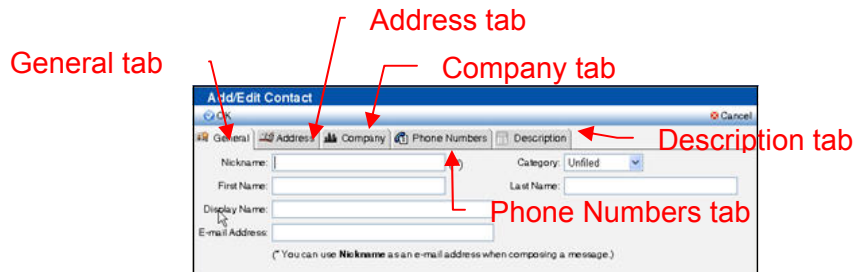 Address tab
General tab
Company tab
Add/Edit Contact
OK Cancel
General Address Company Phone Numbers Description
Description tab
Nickname: (*) Category: Unfiled
First Name: Last Name:
Display Name:
Phone Numbers tab
E-mail Address:
(* You can use Nickname as an e-mail address when composing a message.)